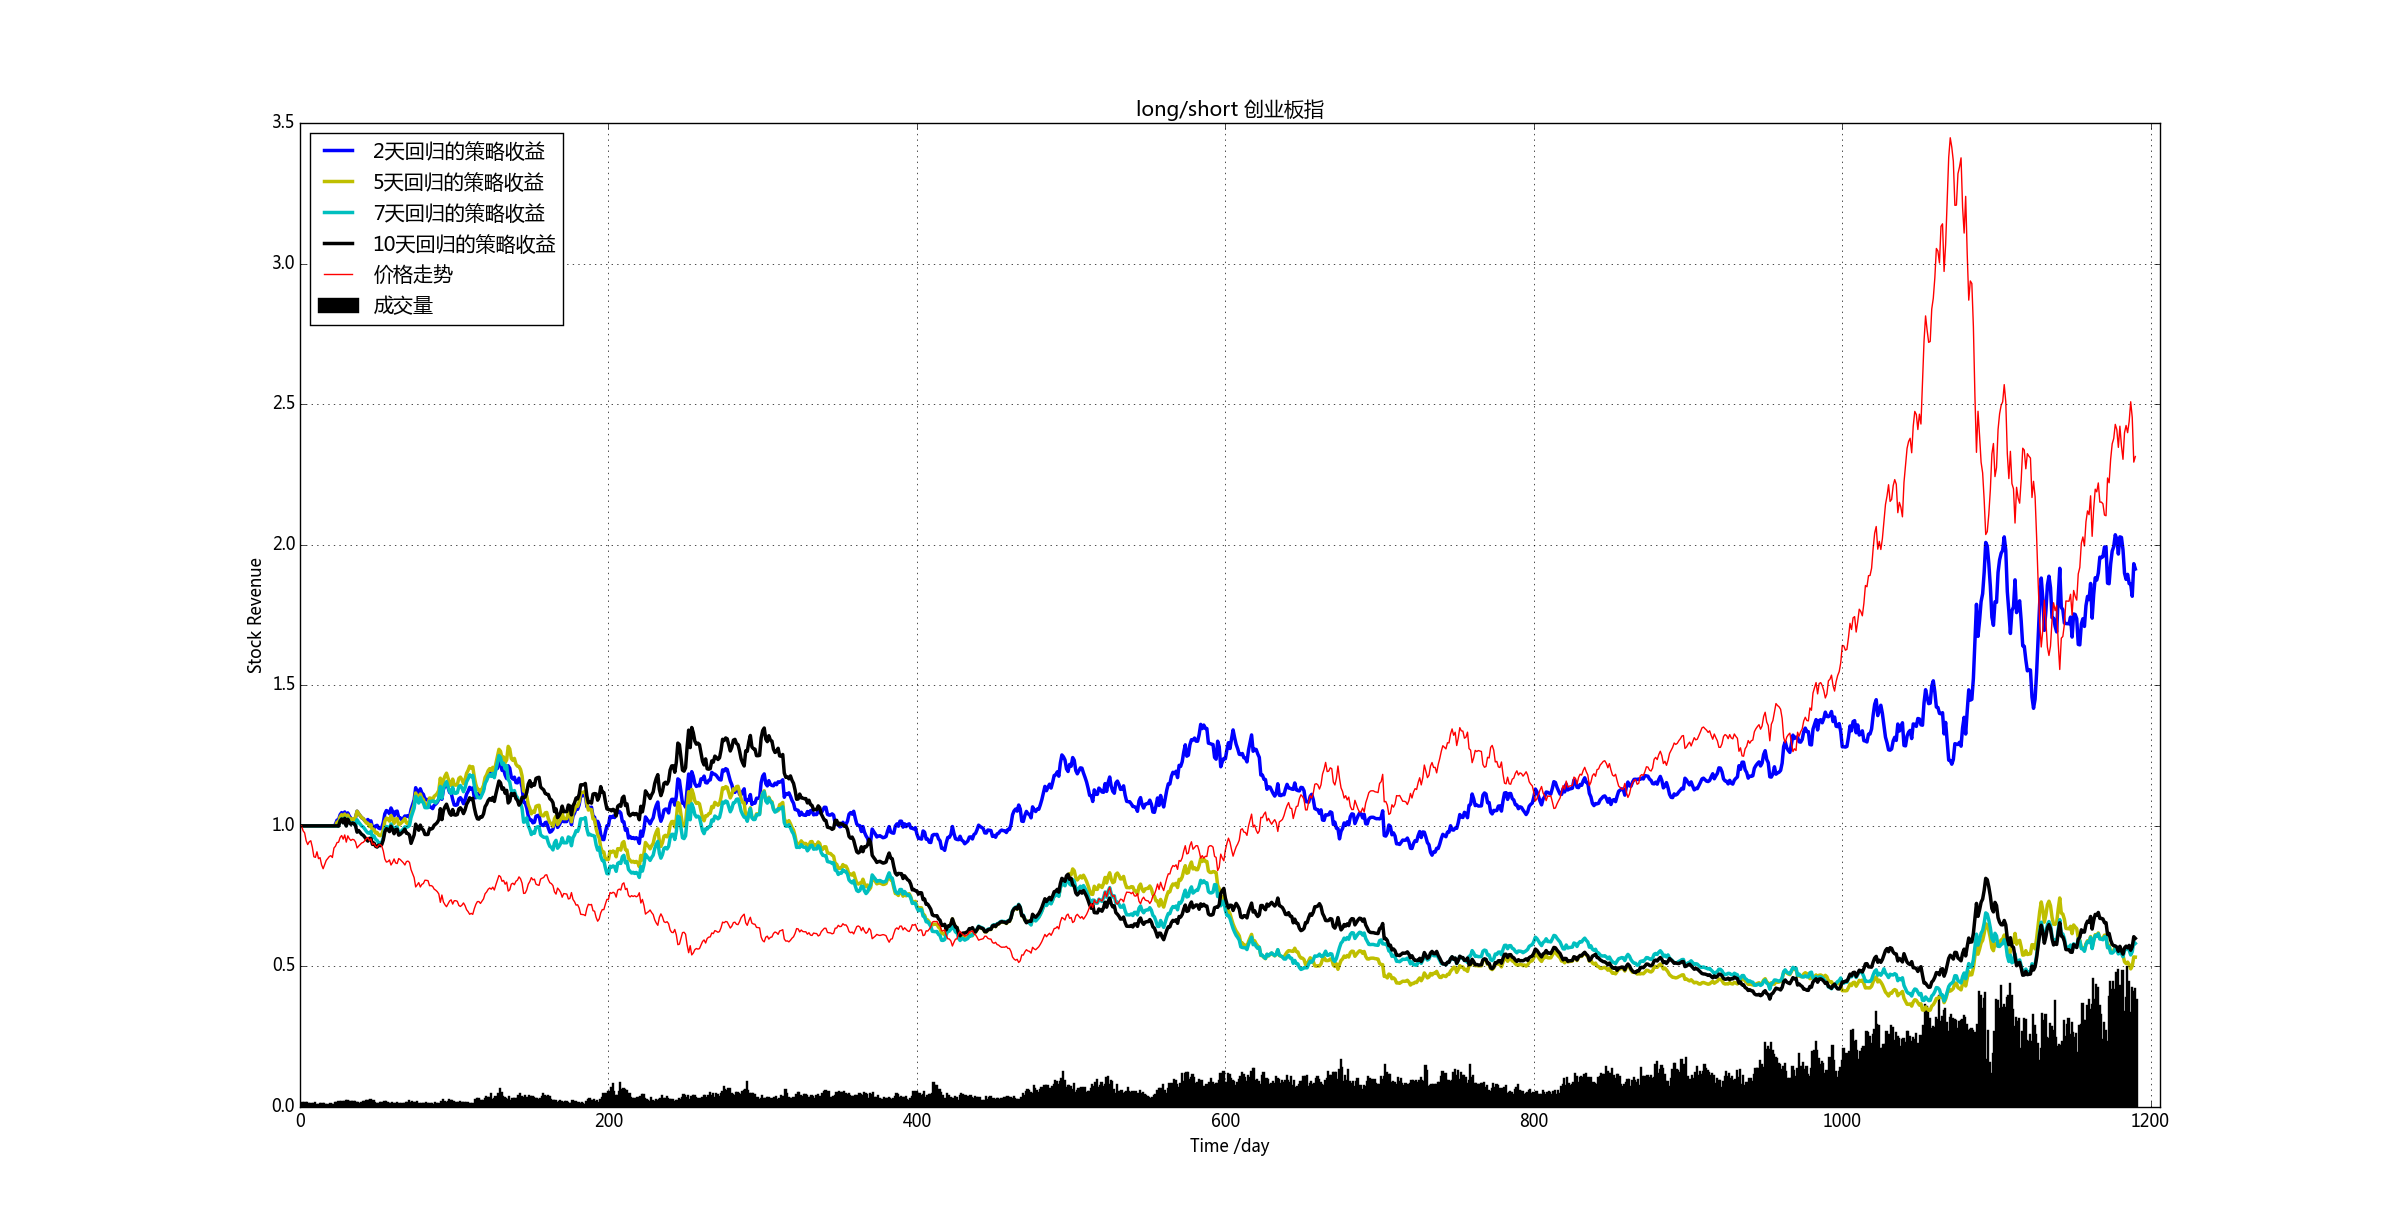 long/short 创业板指
3.5
3.0
2.5
2.0
1.5
1.0
0.5
0.0
2天回归的策略收益
5天回归的策略收益
7天回归的策略收益
10天回归的策略收益
价格走势
成交量
Stock Revenue
0 200 400 600 800 1000 1200
Time /day